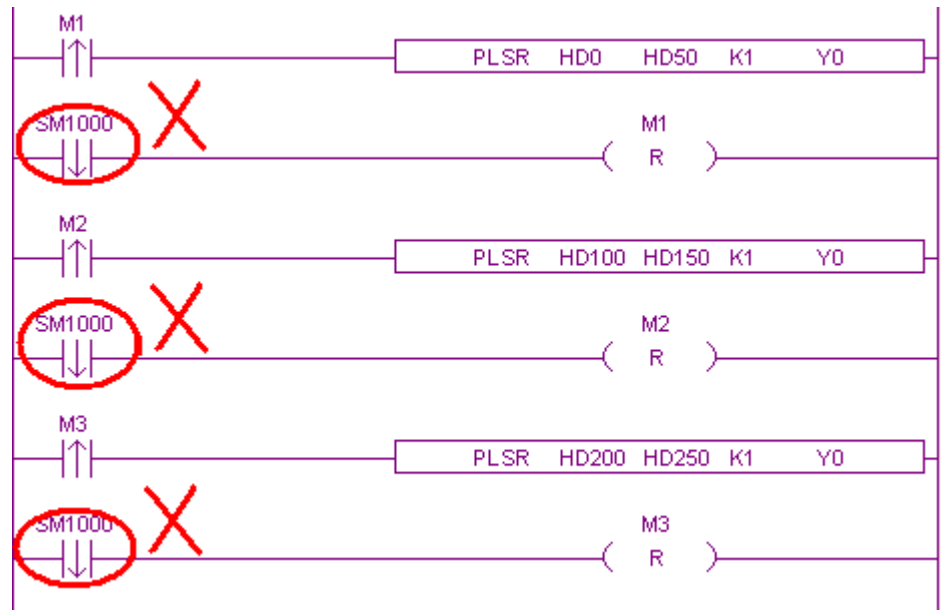 M1
PLSR HD0 HD50 K1 Y0
SM1000 M1
R
M2
PLSR HD100 HD150 K1 Y0
SM1000 M2
R
M3
PLSR HD200 HD250 K1 Y0
SM1000 M3
R